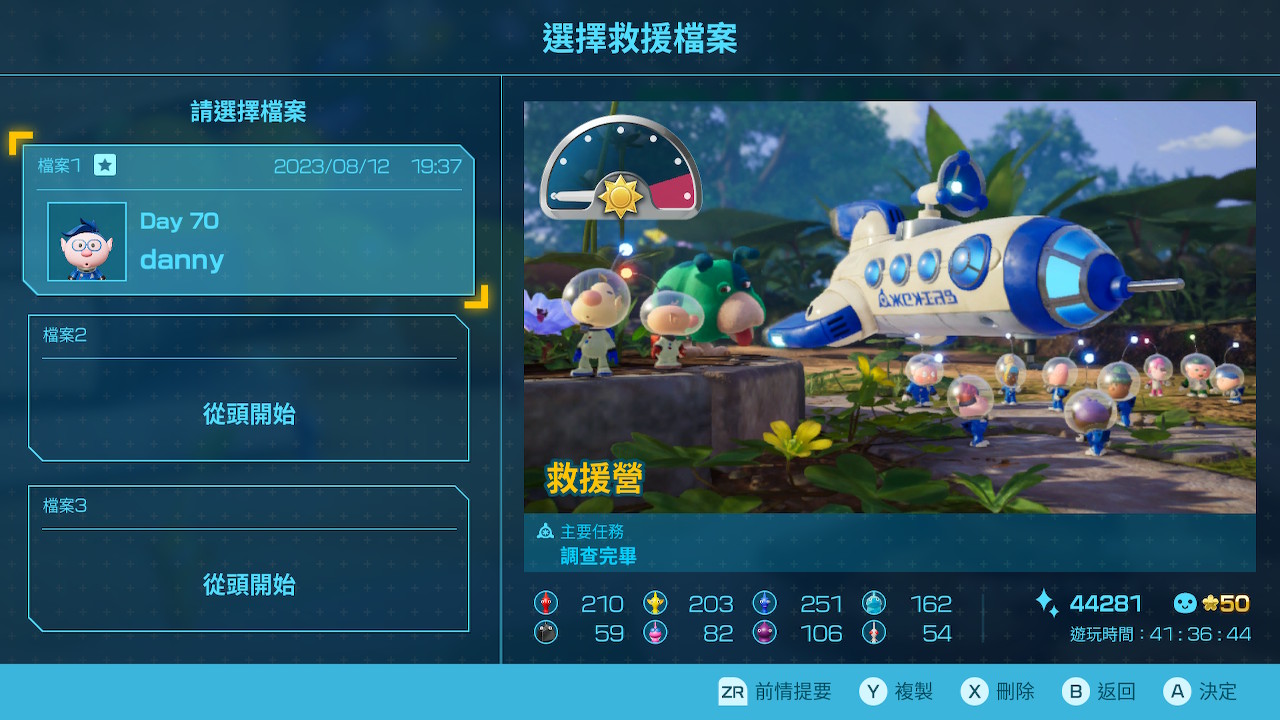 選擇救援檔案
請選擇檔案
檔案1 2023/08/12 19:37
Day 70
danny
檔案2
從頭開始
檔案3
從頭開始
救援營
主要任務
調查完畢
210 203 251 162 44281 50
59 82 106 54 遊玩時間:41:36:44
ZR 前情提要 Y 複製 X 刪除 B 返回 A 決定